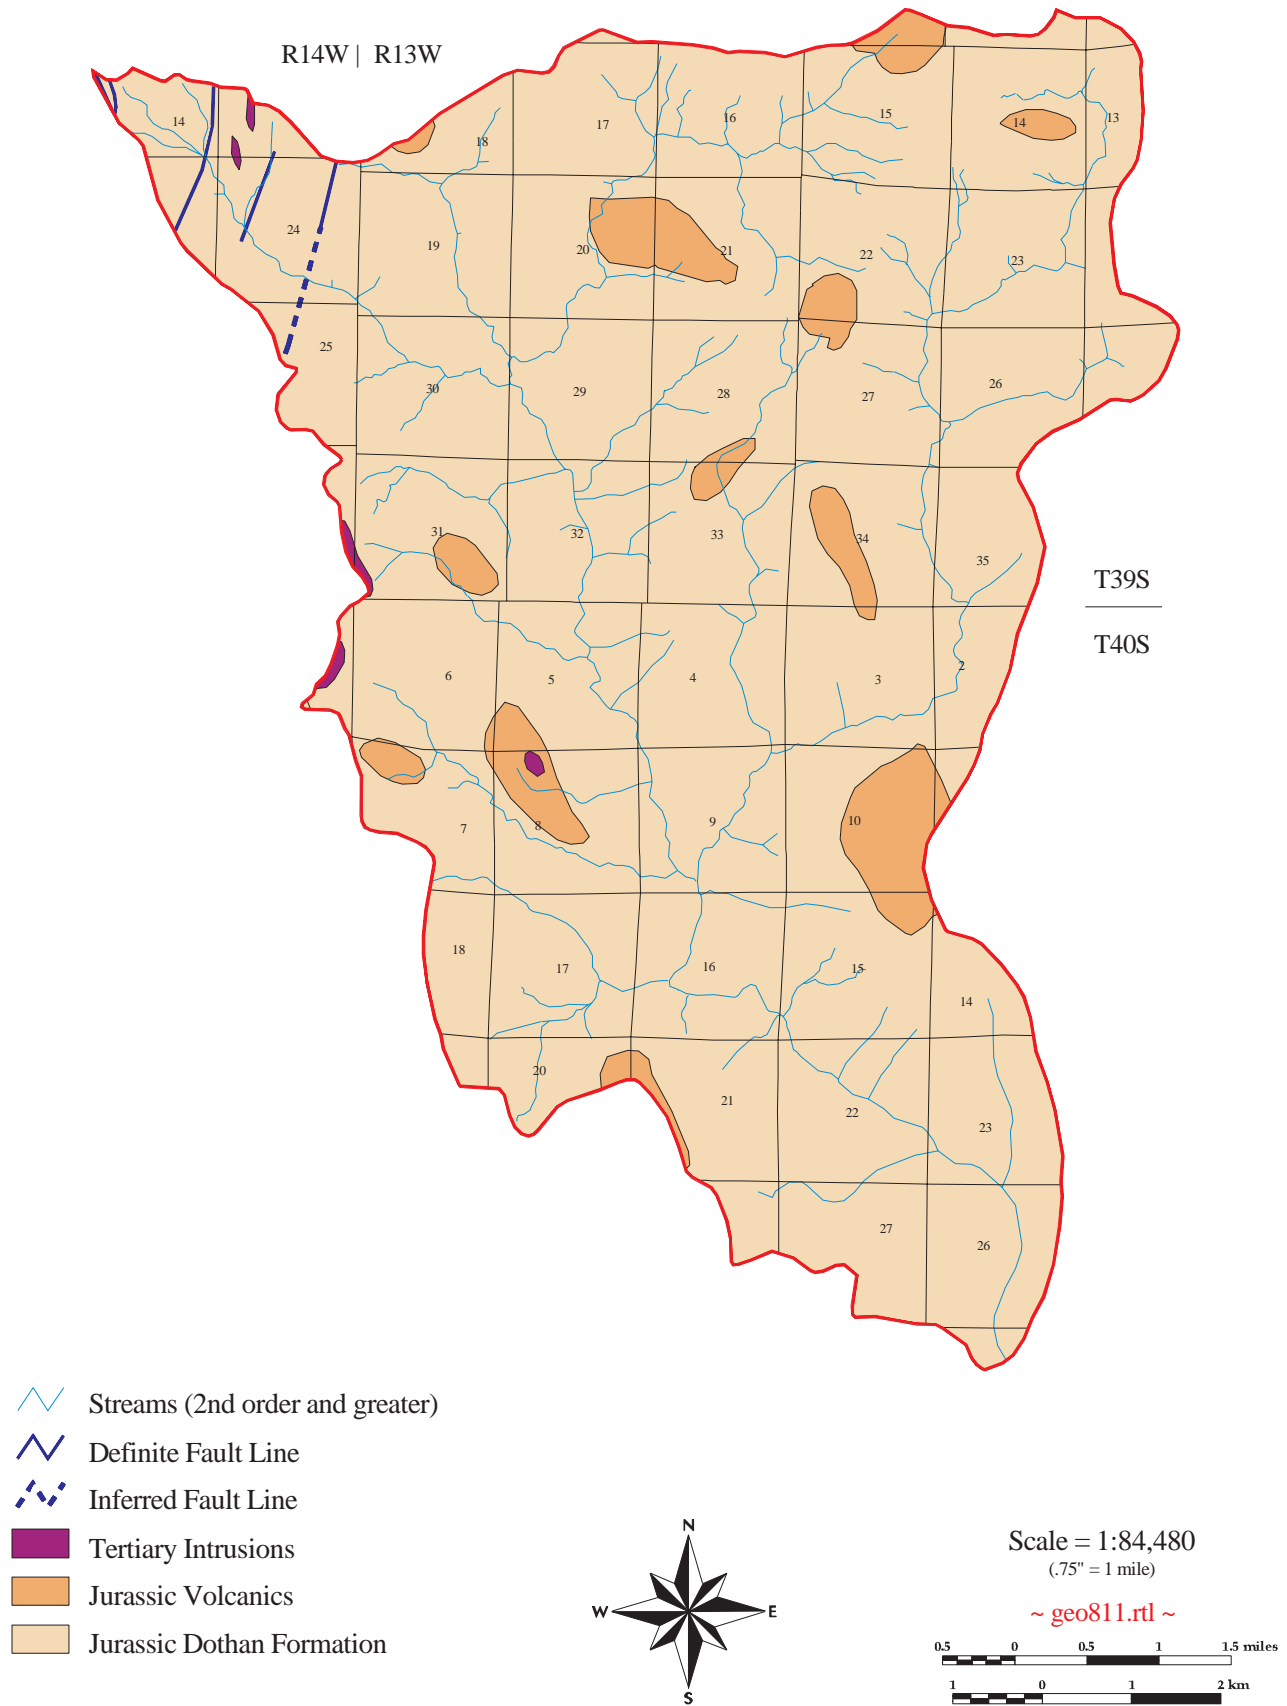 R14W | R13W
14
18
17
16
15
14
13
24
19
20
21
22
23
25
30
29
28
27
26
31
32
33
34
35
T39S
T40S
6
5
4
3
2
7
8
9
10
18
17
16
15
14
20
21
22
23
27
26
Streams (2nd order and greater)
Definite Fault Line
Inferred Fault Line
Tertiary Intrusions
Jurassic Volcanics
Jurassic Dothan Formation
N
W E
S
Scale = 1:84,480
(.75" = 1 mile)
~ geo811.rtl ~
0.5 0 0.5 1 1.5 miles
1 0 1 2 km